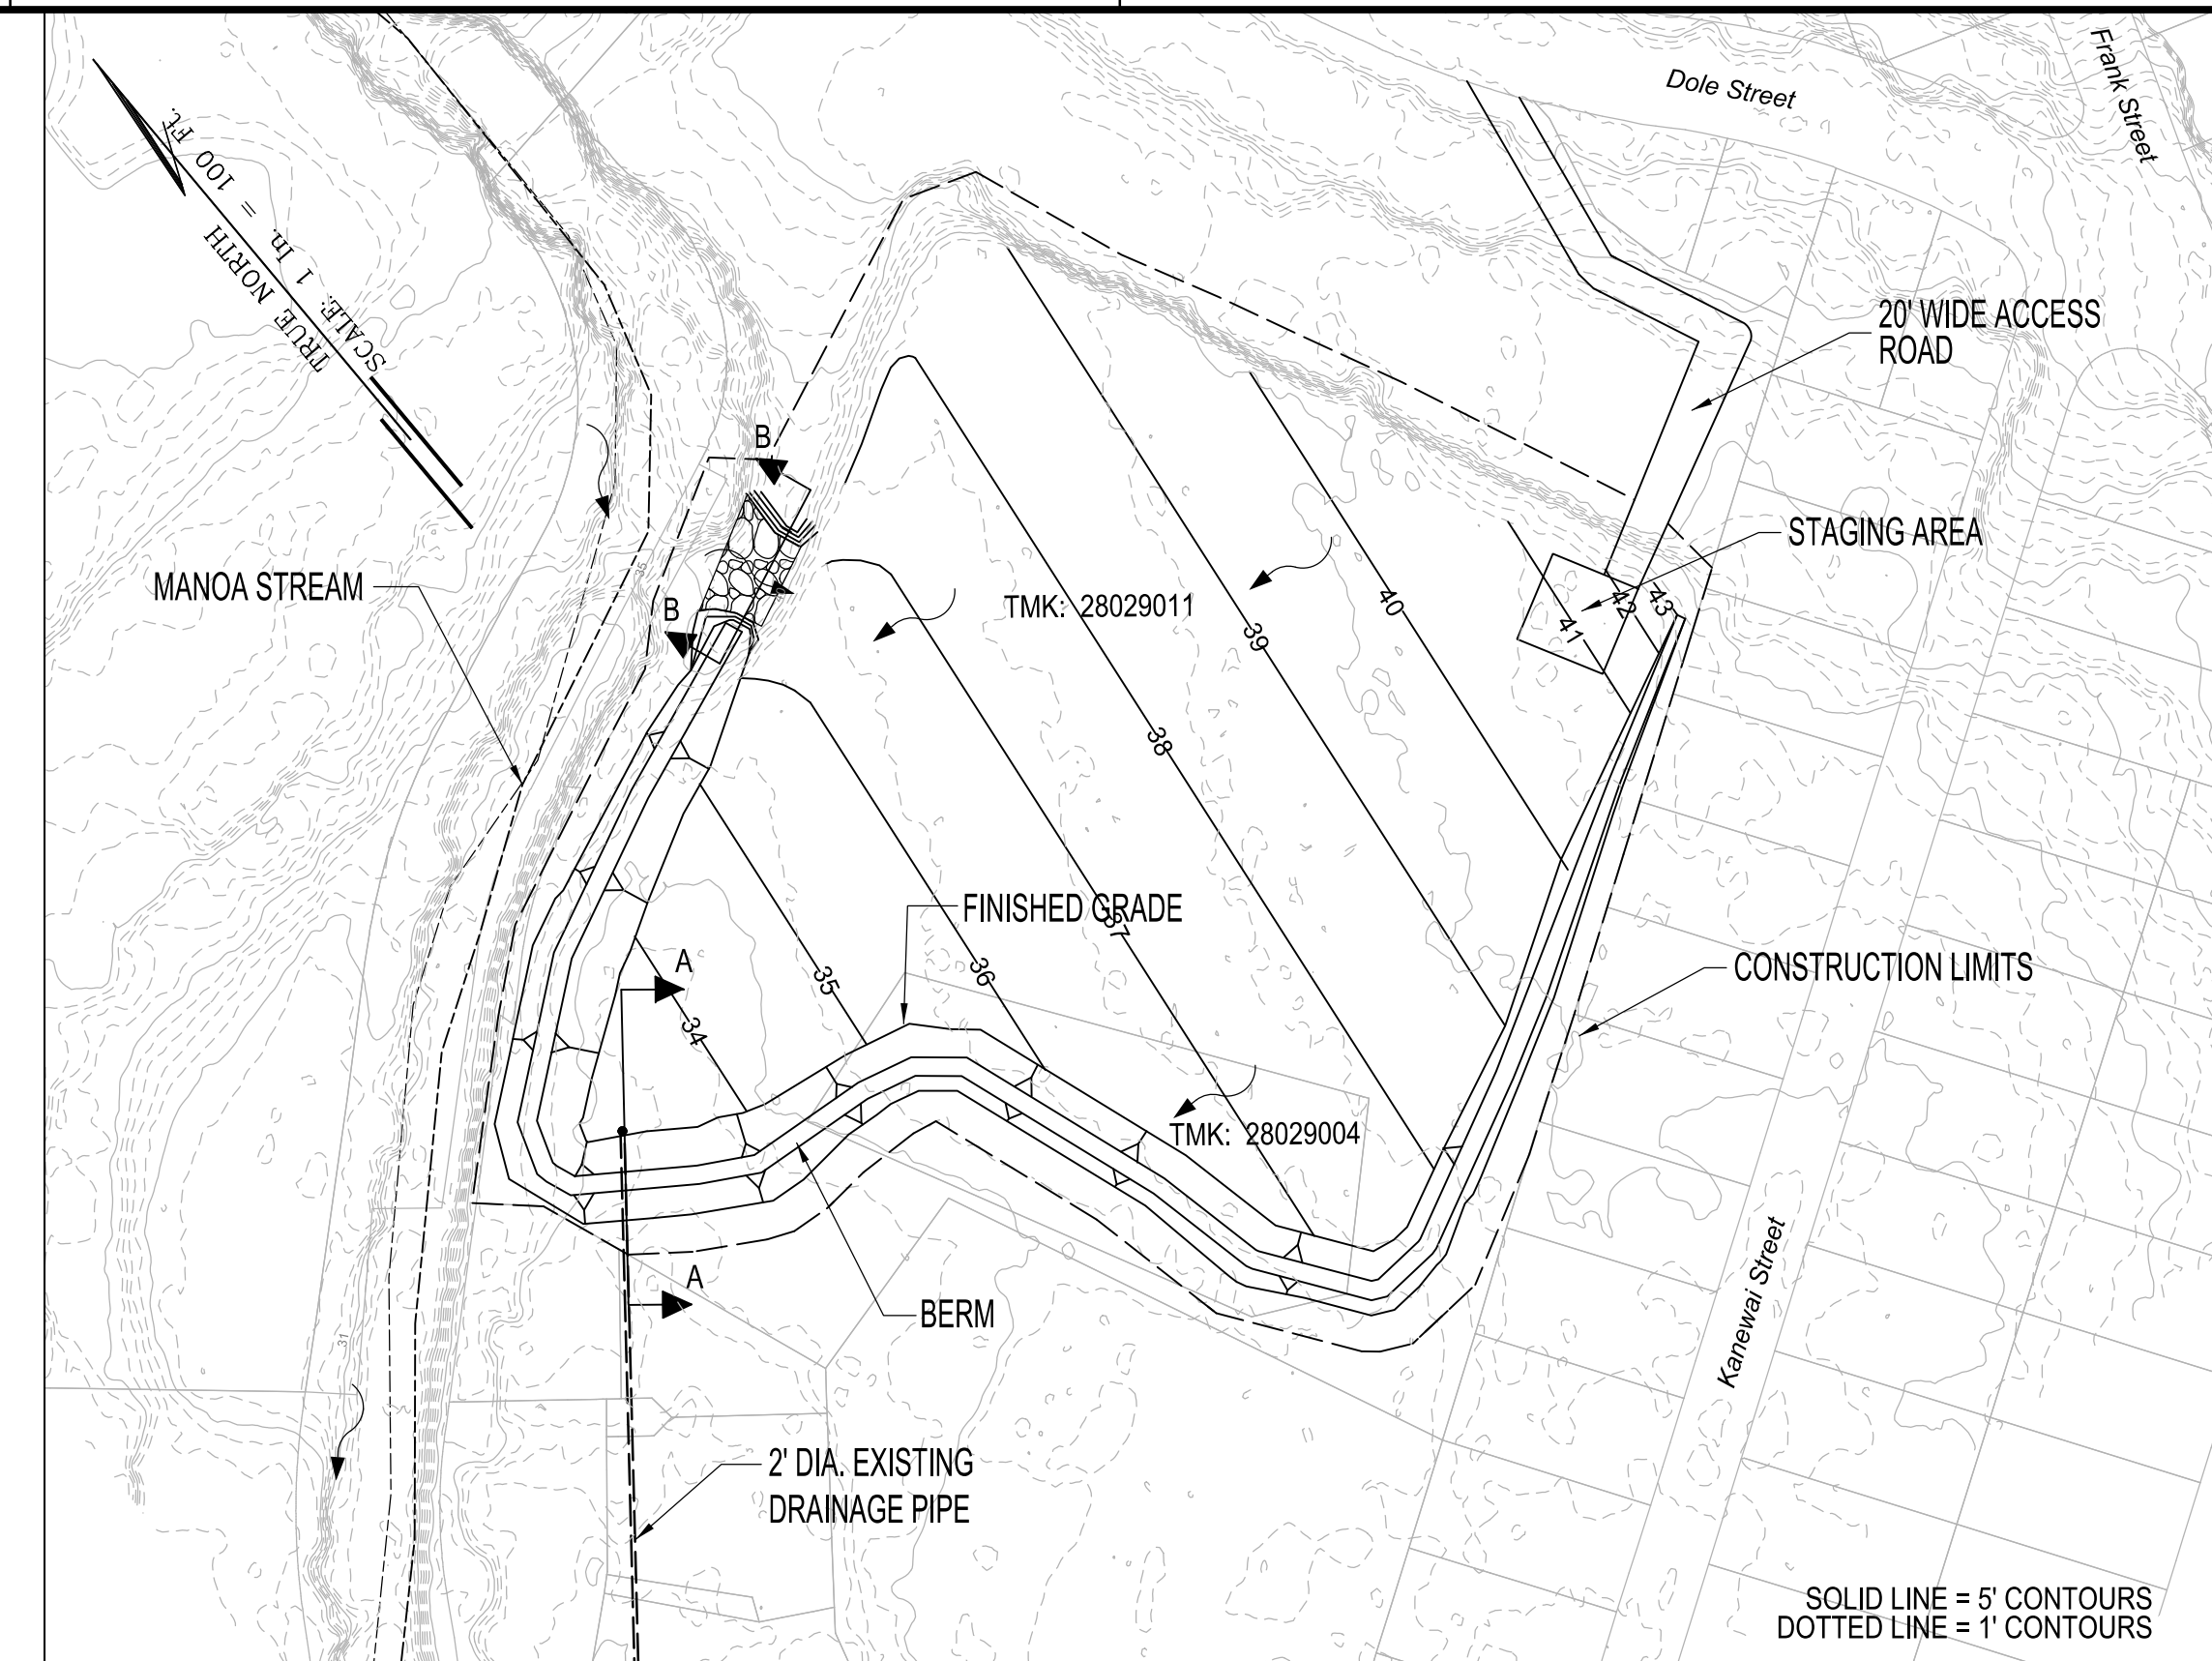 Dole Street
Frank Street
TRUE NORTH
SCALE: 1 In. = 100 Ft.
20' WIDE ACCESS
ROAD
B
STAGING AREA
MANOA STREAM
35
B
TMK: 28029011
40
42
43
41
39
38
FINISHED GRADE
37
A
36
35
CONSTRUCTION LIMITS
34
TMK: 28029004
A
BERM
Kanewai Street
31
2' DIA. EXISTING
DRAINAGE PIPE
SOLID LINE = 5' CONTOURS
DOTTED LINE = 1' CONTOURS